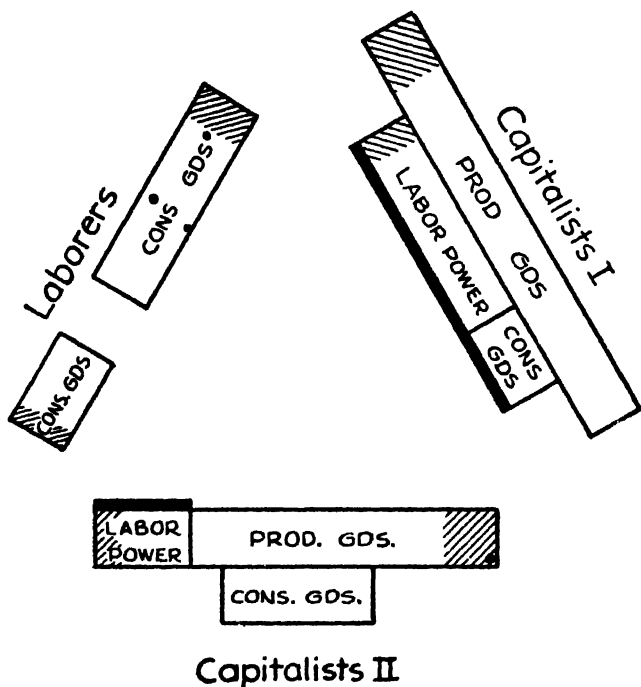 Laborers
CONS GDS
CONS. GDS
Capitalists I
PROD GDS
LABOR POWER
CONS
GDS
LABOR
POWER
PROD. GDS.
CONS. GDS.
Capitalists II